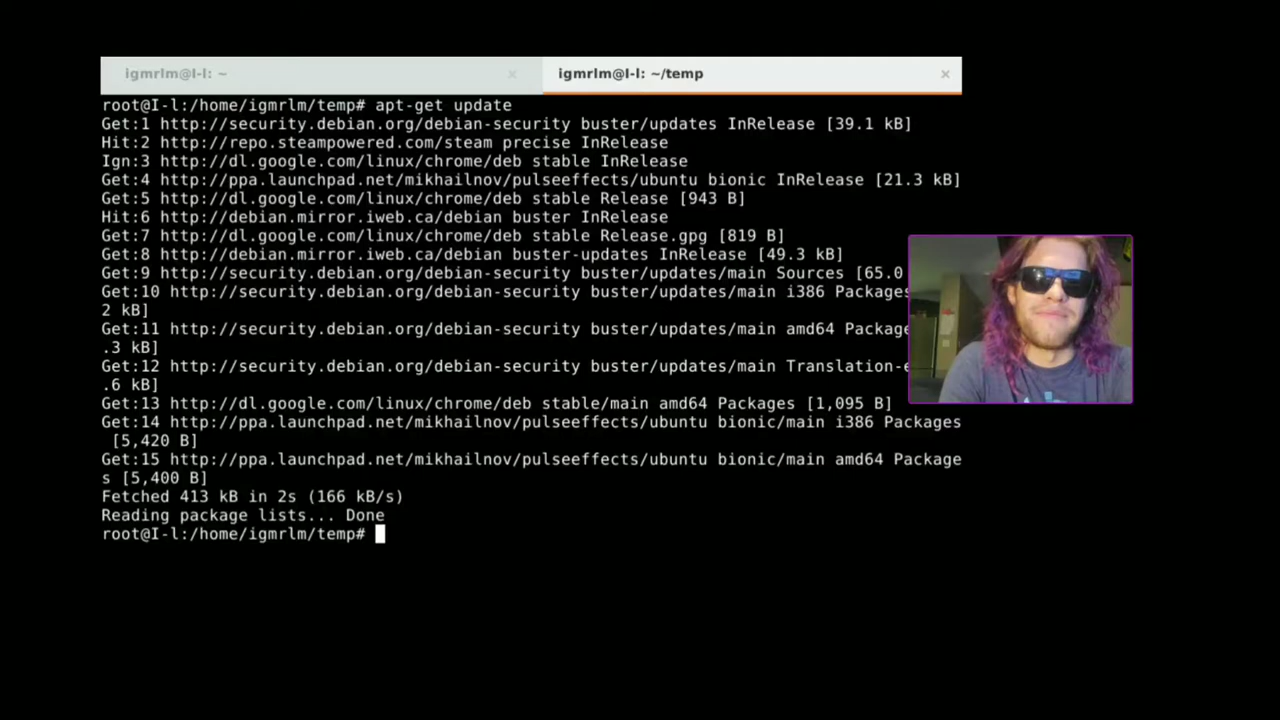 igmrlm@I-l: ~ × igmrlm@I-l: ~/temp ×
root@I-l:/home/igmrlm/temp# apt-get update
Get:1 http://security.debian.org/debian-security buster/updates InRelease [39.1 kB]
Hit:2 http://repo.steampowered.com/steam precise InRelease
Ign:3 http://dl.google.com/linux/chrome/deb stable InRelease
Get:4 http://ppa.launchpad.net/mikhailnov/pulseeffects/ubuntu bionic InRelease [21.3 kB]
Get:5 http://dl.google.com/linux/chrome/deb stable Release [943 B]
Hit:6 http://debian.mirror.iweb.ca/debian buster InRelease
Get:7 http://dl.google.com/linux/chrome/deb stable Release.gpg [819 B]
Get:8 http://debian.mirror.iweb.ca/debian buster-updates InRelease [49.3 kB]
Get:9 http://security.debian.org/debian-security buster/updates/main Sources [65.0
Get:10 http://security.debian.org/debian-security buster/updates/main i386 Packages
2 kB]
Get:11 http://security.debian.org/debian-security buster/updates/main amd64 Package
.3 kB]
Get:12 http://security.debian.org/debian-security buster/updates/main Translation-e
.6 kB]
Get:13 http://dl.google.com/linux/chrome/deb stable/main amd64 Packages [1,095 B]
Get:14 http://ppa.launchpad.net/mikhailnov/pulseeffects/ubuntu bionic/main i386 Packages
[5,420 B]
Get:15 http://ppa.launchpad.net/mikhailnov/pulseeffects/ubuntu bionic/main amd64 Package
s [5,400 B]
Fetched 413 kB in 2s (166 kB/s)
Reading package lists... Done
root@I-l:/home/igmrlm/temp#